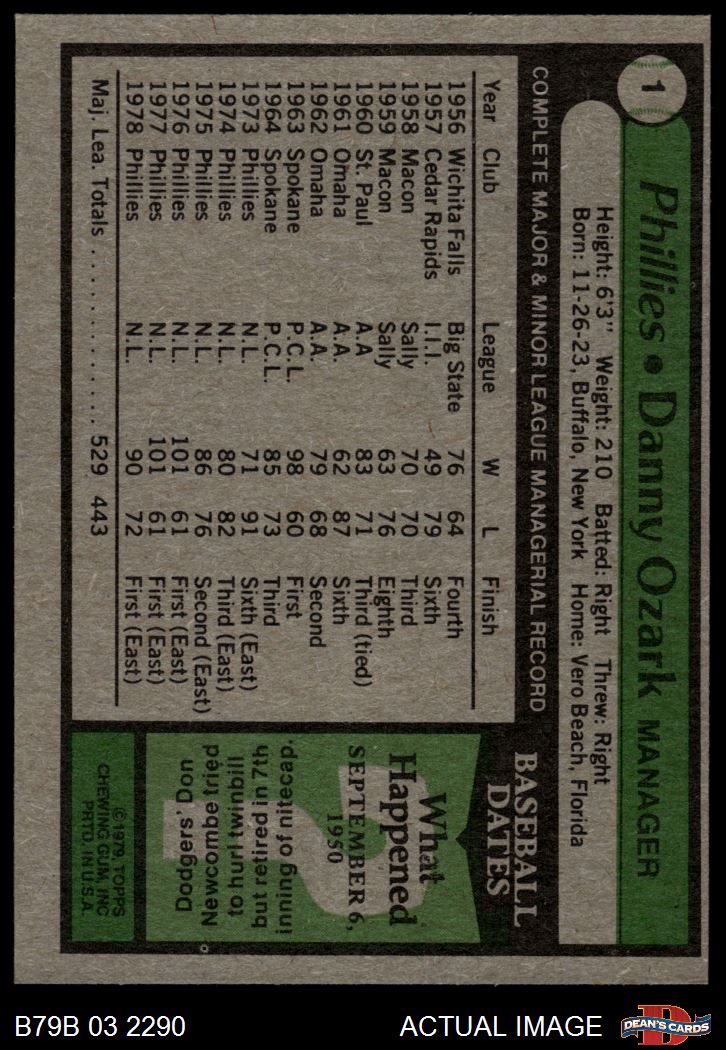 1
Phillies • Danny Ozark MANAGER
Height: 6'3" Weight: 210 Batted: Right Threw: Right
Born: 11-26-23, Buffalo, New York Home: Vero Beach, Florida
COMPLETE MAJOR & MINOR LEAGUE MANAGERIAL RECORD
Year Club League W L Finish
1956 Wichita Falls Big State 76 64 Fourth
1957 Cedar Rapids I.I.I. 49 79 Sixth
1958 Macon Sally 70 70 Third
1959 Macon Sally 63 76 Eighth
1960 St. Paul A.A 83 71 Third (tied)
1961 Omaha A.A. 62 87 Sixth
1962 Omaha A.A. 79 68 Second
1963 Spokane P.C.L. 98 60 First
1964 Spokane P.C.L. 85 73 Third
1973 Phillies N.L. 71 91 Sixth (East)
1974 Phillies N.L. 80 82 Third (East)
1975 Phillies N.L. 86 76 Second (East)
1976 Phillies N.L. 101 61 First (East)
1977 Phillies N.L. 101 61 First (East)
1978 Phillies N.L. 90 72 First (East)
Maj. Lea. Totals . . . . . . . . . . . . . . 529 443
BASEBALL
DATES
What
Happened
SEPTEMBER 6,
1950
?
Dodgers' Don
Newcombe tried
to hurl twinbill
but retired in 7th
inning of nitecap.
©1979, TOPPS
CHEWING GUM, INC
PRTD. IN U.S.A.
B79B 03 2290
ACTUAL IMAGE
D
DEAN'S CARDS